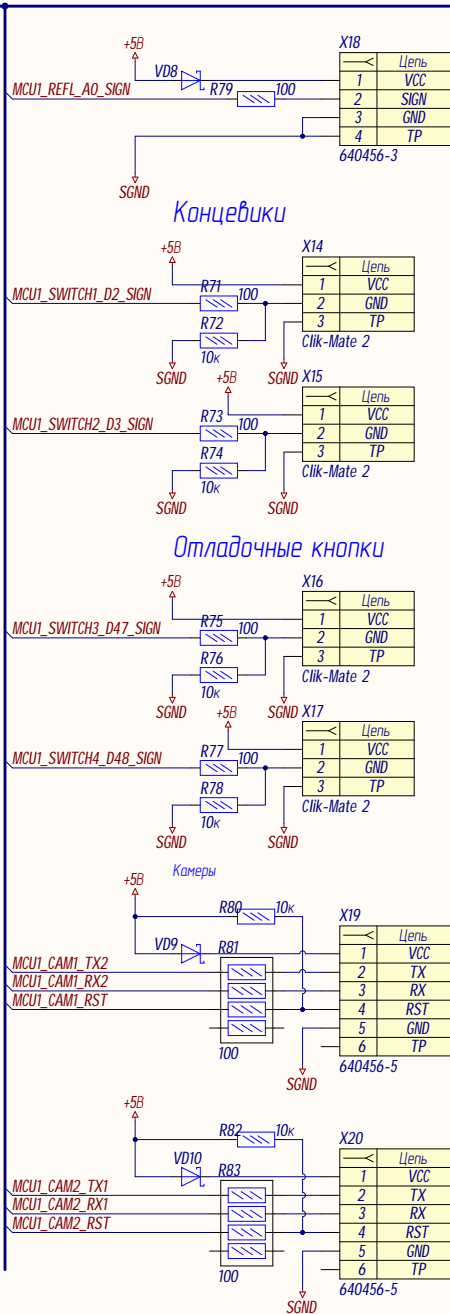 X18
+5В
Цепь
VD8
1 VCC
R79 100
MCU1_REFL_A0_SIGN
2 SIGN
3 GND
4 TP
640456-3
SGND
Концевики
X14
+5В
Цепь
R71
1 VCC
MCU1_SWITCH1_D2_SIGN
100
2 GND
R72
3 TP
10к
Clik-Mate 2
SGND
SGND
+5В
X15
Цепь
R73
1 VCC
MCU1_SWITCH2_D3_SIGN
100
2 GND
R74
3 TP
10к
Clik-Mate 2
SGND
SGND
Отладочные кнопки
X16
+5В
Цепь
R75
1 VCC
MCU1_SWITCH3_D47_SIGN
100
2 GND
R76
3 TP
10к
Clik-Mate 2
SGND
SGND
+5В
X17
Цепь
R77
1 VCC
MCU1_SWITCH4_D48_SIGN
100
2 GND
R78
3 TP
10к
Clik-Mate 2
SGND
SGND
Камеры
+5В
R80 10к
X19
Цепь
VD9
R81
1 VCC
MCU1_CAM1_TX2
2 TX
MCU1_CAM1_RX2
3 RX
MCU1_CAM1_RST
4 RST
5 GND
6 TP
100
640456-5
SGND
+5В
R82 10к
X20
Цепь
VD10
R83
1 VCC
MCU1_CAM2_TX1
2 TX
MCU1_CAM2_RX1
3 RX
MCU1_CAM2_RST
4 RST
5 GND
6 TP
100
640456-5
SGND